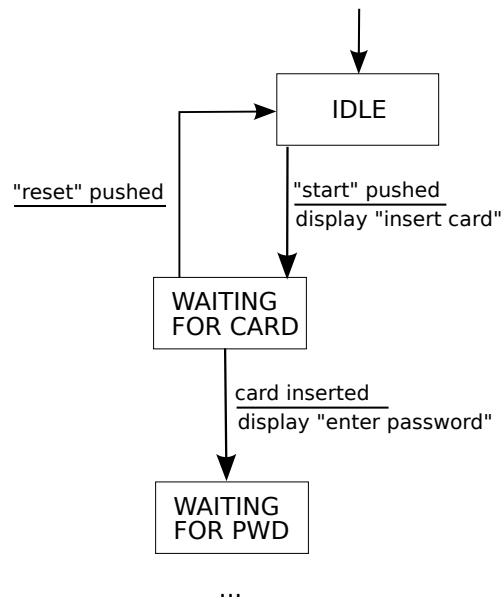 IDLE
"reset" pushed
"start" pushed
display "insert card"
WAITING
FOR CARD
card inserted
display "enter password"
WAITING
FOR PWD
...